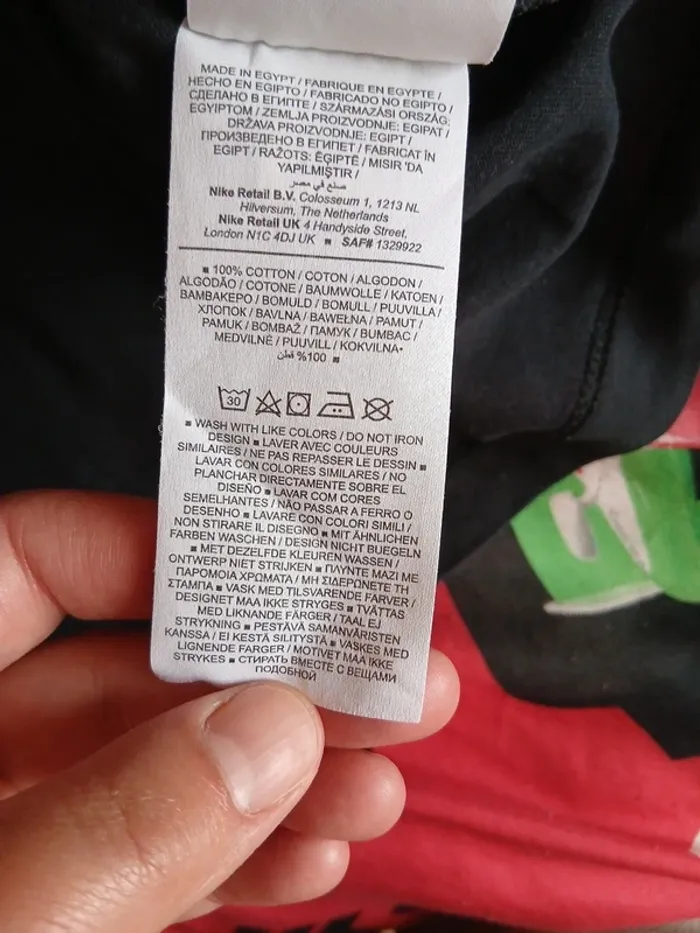 MADE IN EGYPT / FABRIQUE EN EGYPTE /
HECHO EN EGIPTO / FABRICADO NO EGIPTO /
СДЕЛАНО В ЕГИПТЕ / SZÁRMAZÁSI ORSZÁG:
EGYIPTOM / ZEMLJA PROIZVODNJE: EGIPAT /
DRŽAVA PROIZVODNJE: EGIPT /
ПРОИЗВЕДЕНО В ЕГИПЕТ / FABRICAT ÎN
EGIPT / RAŽOTS: ĒĢIPTĒ / MISIR 'DA
YAPILMIŞTIR /
صنع في مصر
Nike Retail B.V. Colosseum 1, 1213 NL
Hilversum, The Netherlands
Nike Retail UK 4 Handyside Street,
London N1C 4DJ UK ■ SAF# 1329922
■ 100% COTTON / COTON / ALGODON /
ALGODÃO / COTONE / BAUMWOLLE / KATOEN /
ΒΑΜΒΑΚΕΡΟ / BOMULD / BOMULL / PUUVILLA /
ХЛОПОК / BAVLNA / BAWEŁNA / PAMUT /
PAMUK / BOMBAŽ / ПАМУК / BUMBAC /
MEDVILNĖ / PUUVILL / KOKVILNA•
%100 قطن ■
30
■ WASH WITH LIKE COLORS / DO NOT IRON
DESIGN ■ LAVER AVEC COULEURS
SIMILAIRES / NE PAS REPASSER LE DESSIN ■
LAVAR CON COLORES SIMILARES / NO
PLANCHAR DIRECTAMENTE SOBRE EL
DISEÑO ■ LAVAR COM CORES
SEMELHANTES / NÃO PASSAR A FERRO O
DESENHO ■ LAVARE CON COLORI SIMILI /
NON STIRARE IL DISEGNO ■ MIT ÄHNLICHEN
FARBEN WASCHEN / DESIGN NICHT BUEGELN
■ MET DEZELFDE KLEUREN WASSEN /
ONTWERP NIET STRIJKEN ■ ΠΛΥΝΤΕ ΜΑΖΙ ΜΕ
ΠΑΡΟΜΟΙΑ ΧΡΩΜΑΤΑ / ΜΗ ΣΙΔΕΡΩΝΕΤΕ ΤΗ
ΣΤΑΜΠΑ ■ VASK MED TILSVARENDE FARVER /
DESIGNET MAA IKKE STRYGES ■ TVÄTTAS
MED LIKNANDE FÄRGER / TAAL EJ
STRYKNING ■ PESTÄVÄ SAMANVÄRISTEN
KANSSA / EI KESTÄ SILITYSTÄ ■ VASKES MED
LIGNENDE FARGER / MOTIVET MAA IKKE
STRYKES ■ СТИРАТЬ ВМЕСТЕ С ВЕЩАМИ
ПОДОБНОЙ